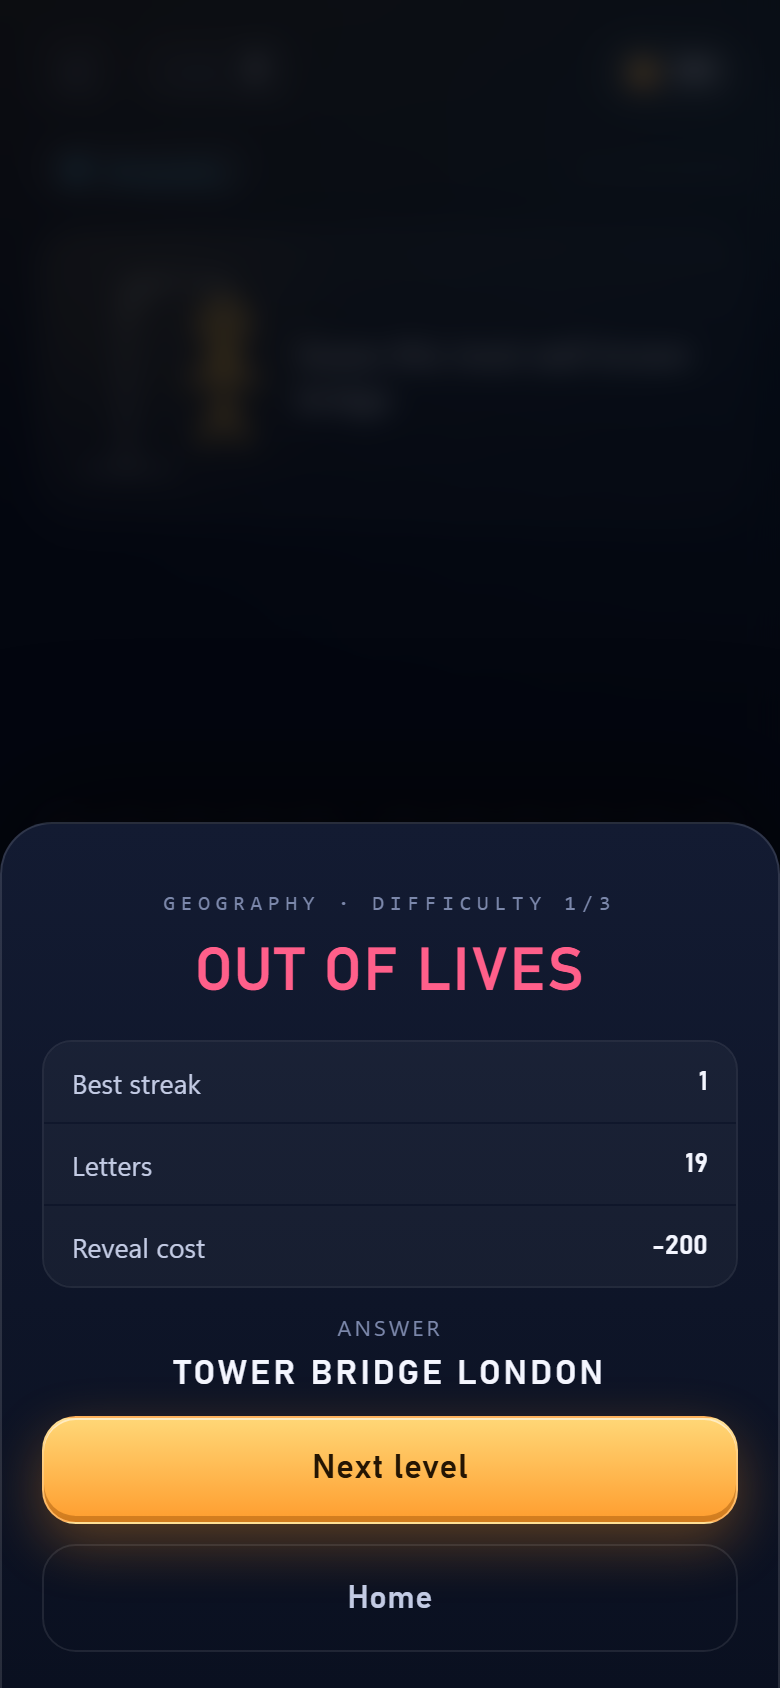 GEOGRAPHY · DIFFICULTY 1/3
OUT OF LIVES
Best streak 1
Letters 19
Reveal cost -200
ANSWER
TOWER BRIDGE LONDON
Next level
Home